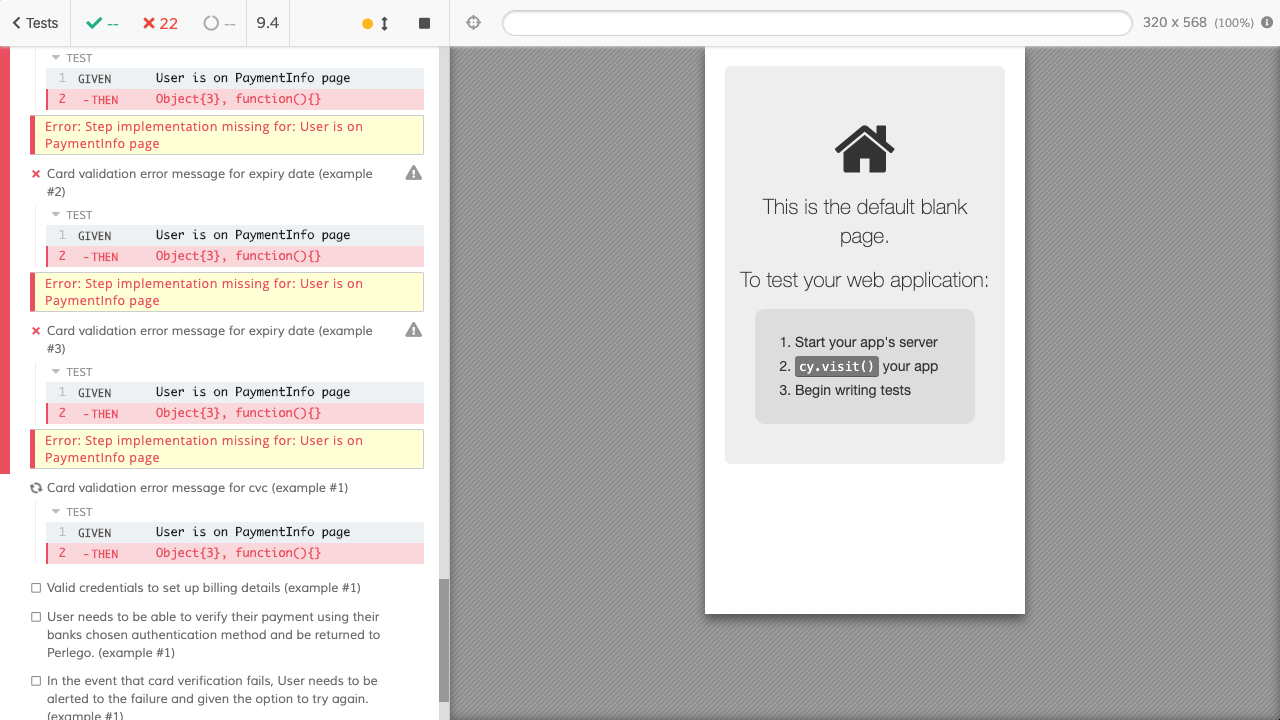 Tests -- 22 -- 9.4 320 x 568 (100%)
TEST
1 GIVEN User is on PaymentInfo page
2 -THEN Object{3}, function(){}
Error: Step implementation missing for: User is on
PaymentInfo page
Card validation error message for expiry date (example
#2)
TEST
1 GIVEN User is on PaymentInfo page
2 -THEN Object{3}, function(){}
Error: Step implementation missing for: User is on
PaymentInfo page
Card validation error message for expiry date (example
#3)
TEST
1 GIVEN User is on PaymentInfo page
2 -THEN Object{3}, function(){}
Error: Step implementation missing for: User is on
PaymentInfo page
Card validation error message for cvc (example #1)
TEST
1 GIVEN User is on PaymentInfo page
2 -THEN Object{3}, function(){}
Valid credentials to set up billing details (example #1)
User needs to be able to verify their payment using their
banks chosen authentication method and be returned to
Perlego. (example #1)
In the event that card verification fails, User needs to be
alerted to the failure and given the option to try again.
(example #1)
This is the default blank
page.
To test your web application:
1. Start your app's server
2. cy.visit() your app
3. Begin writing tests